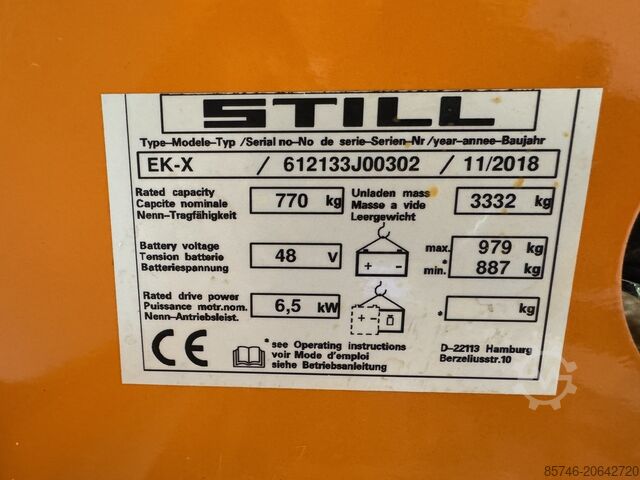 STILL
Type-Modele-Typ /Serial no-No de serie-Serien-Nr /year-annee-Baujahr
EK-X / 612133J00302 / 11/2018
Rated capacity
Capcite nominale
Nenn-Tragfähigkeit
770 kg
Unladen mass
Masse a vide
Leergewicht
3332 kg
Battery voltage
Tension batterie
Batteriespannung
48 V
+ -
max. 979 kg
*
min. 887 kg
Rated drive power
Puissance motr.nom.
Nenn-Antriebsleist.
6,5 kW
+ -
* kg
CE
*see Operating instructions
voir Mode d'emploi
siehe Betriebsanleitung
D-22113 Hamburg
Berzeliusstr.10
85746-20642720